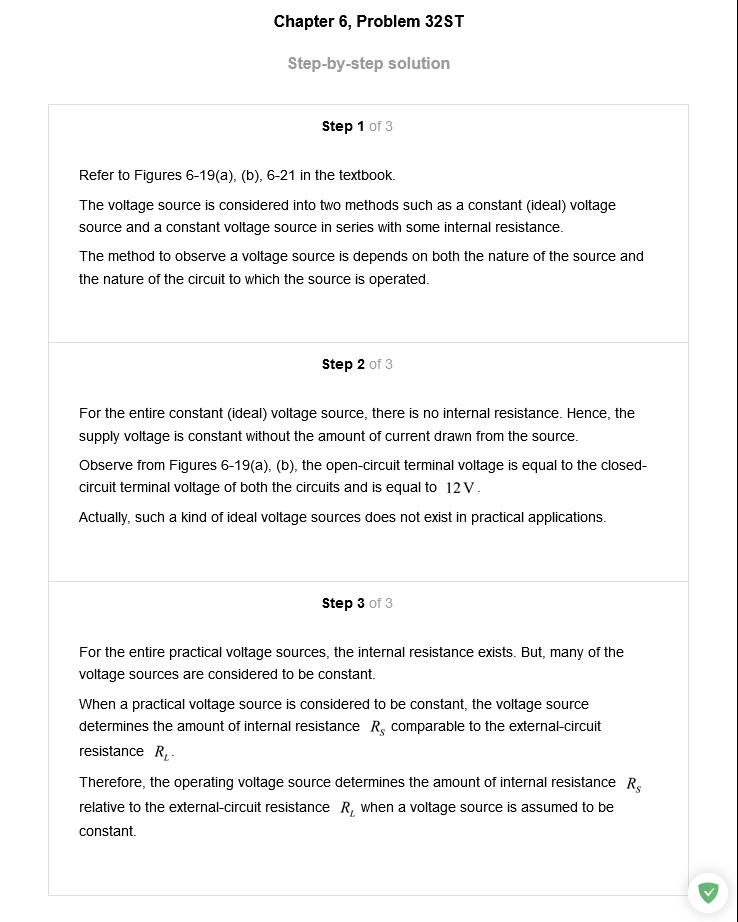 Chapter 6, Problem 32ST
Step-by-step solution
Step 1 of 3
Refer to Figures 6-19(a), (b), 6-21 in the textbook.
The voltage source is considered into two methods such as a constant (ideal) voltage
source and a constant voltage source in series with some internal resistance.
The method to observe a voltage source is depends on both the nature of the source and
the nature of the circuit to which the source is operated.
Step 2 of 3
For the entire constant (ideal) voltage source, there is no internal resistance. Hence, the
supply voltage is constant without the amount of current drawn from the source.
Observe from Figures 6-19(a), (b), the open-circuit terminal voltage is equal to the closed-
circuit terminal voltage of both the circuits and is equal to 12 V.
Actually, such a kind of ideal voltage sources does not exist in practical applications.
Step 3 of 3
For the entire practical voltage sources, the internal resistance exists. But, many of the
voltage sources are considered to be constant.
When a practical voltage source is considered to be constant, the voltage source
determines the amount of internal resistance R_S comparable to the external-circuit
resistance R_L.
Therefore, the operating voltage source determines the amount of internal resistance R_S
relative to the external-circuit resistance R_L when a voltage source is assumed to be
constant.